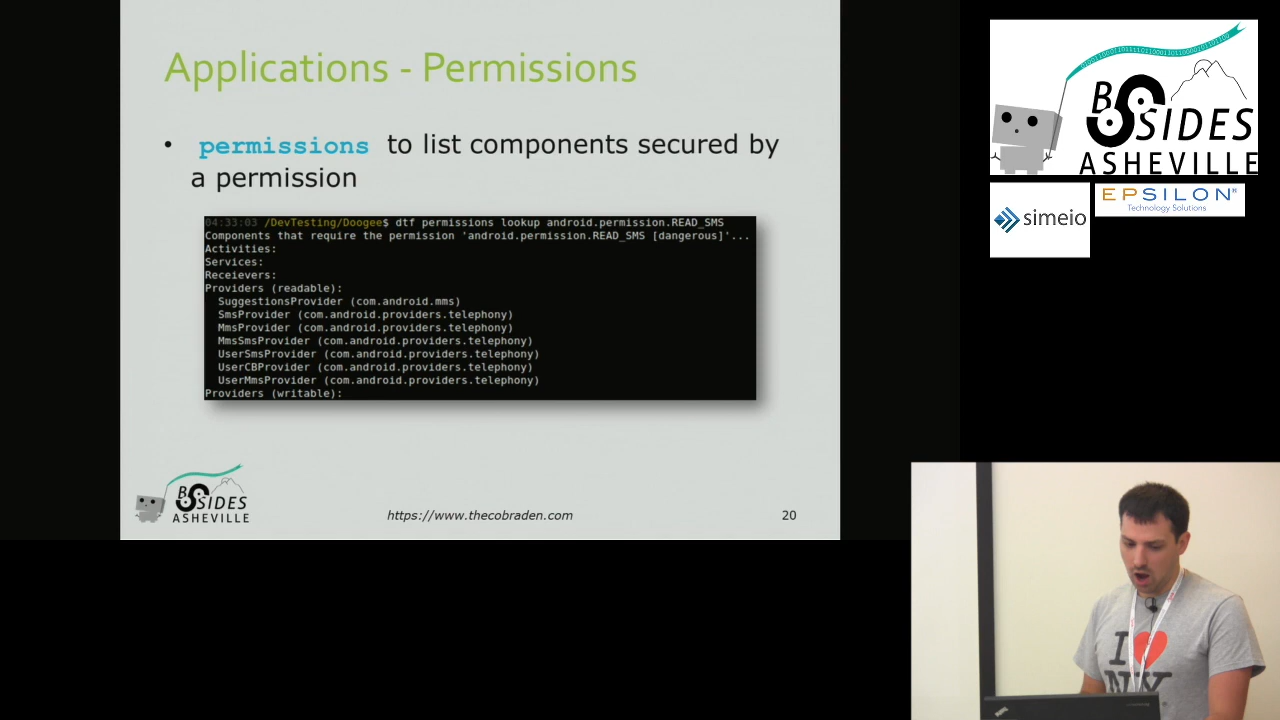 Applications - Permissions
• permissions to list components secured by
a permission
04:33:03 /DevTesting/Doogee$ dtf permissions lookup android.permission.READ_SMS
Components that require the permission 'android.permission.READ_SMS [dangerous]'...
Activities:
Services:
Receievers:
Providers (readable):
SuggestionsProvider (com.android.mms)
SmsProvider (com.android.providers.telephony)
MmsProvider (com.android.providers.telephony)
MmsSmsProvider (com.android.providers.telephony)
UserSmsProvider (com.android.providers.telephony)
UserCBProvider (com.android.providers.telephony)
UserMmsProvider (com.android.providers.telephony)
Providers (writable):
BSIDES
ASHEVILLE
https://www.thecobraden.com
20
BSIDES
ASHEVILLE
simeio
EPSILON®
Technology Solutions
I
NY